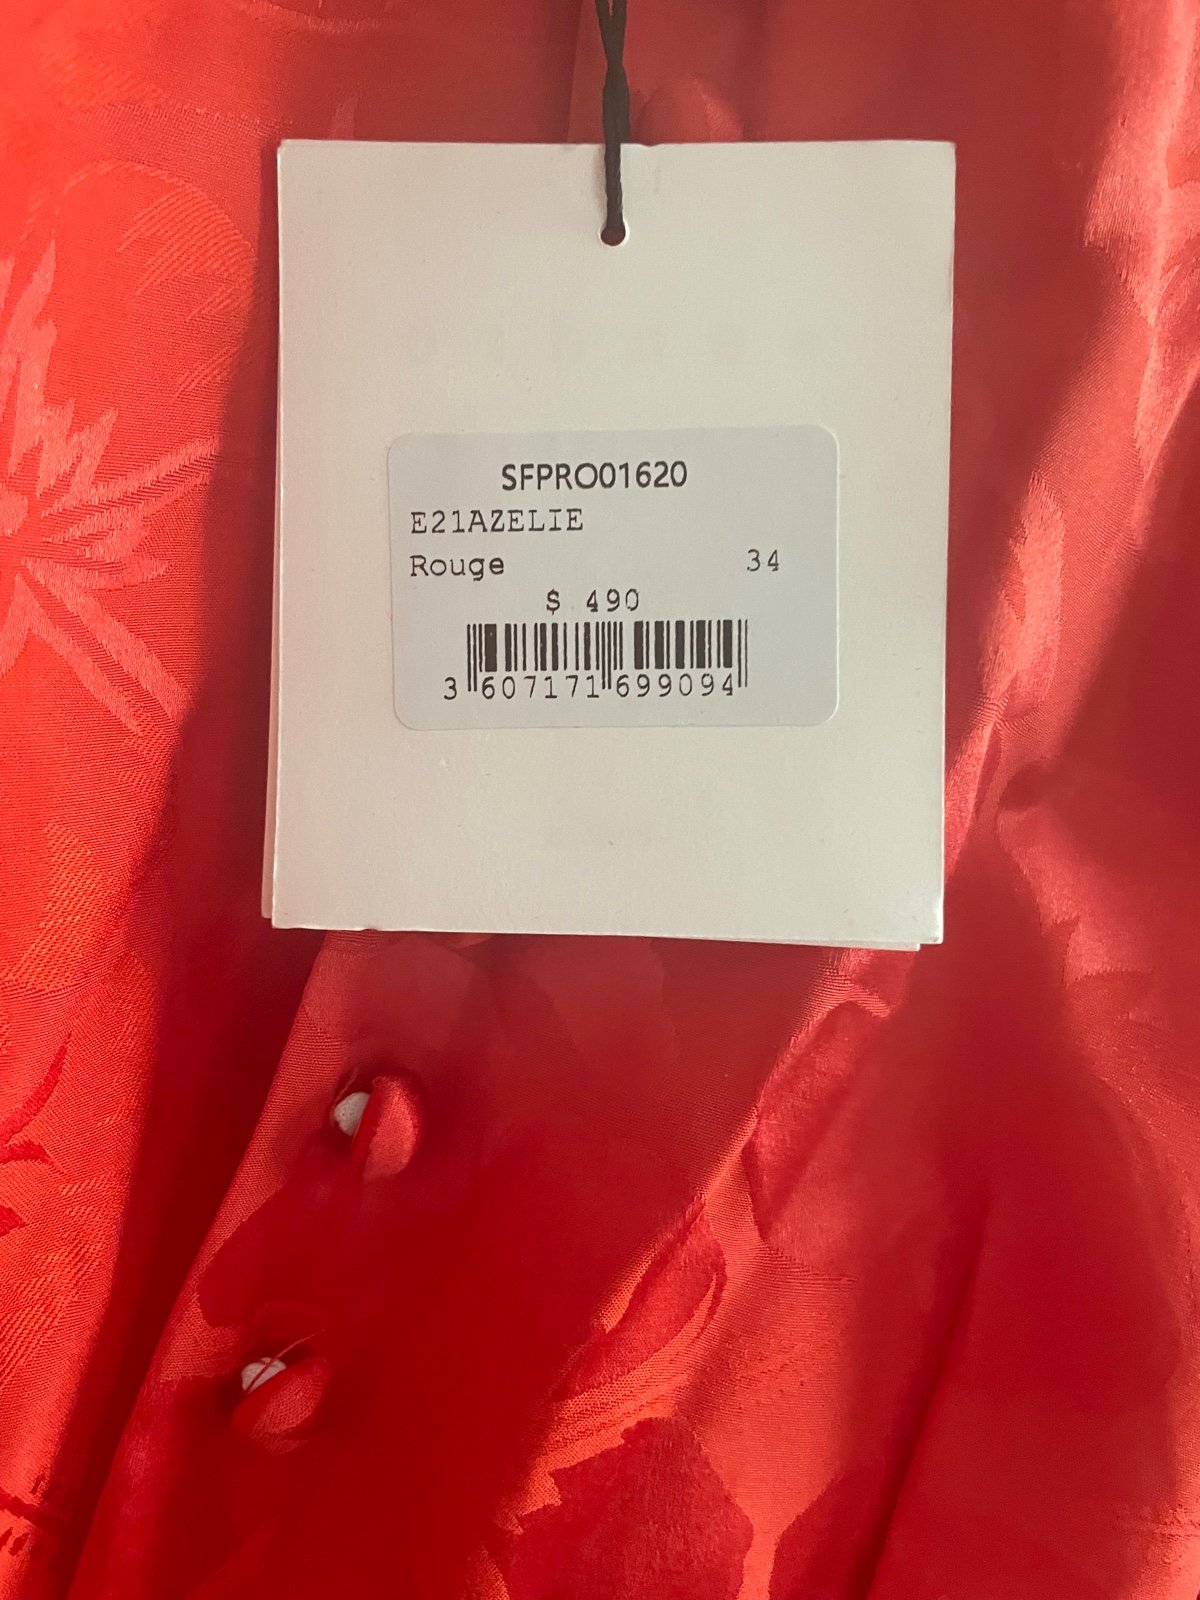 SFPRO01620
E21AZELIE
Rouge 34
$ 490
3 607171 699094